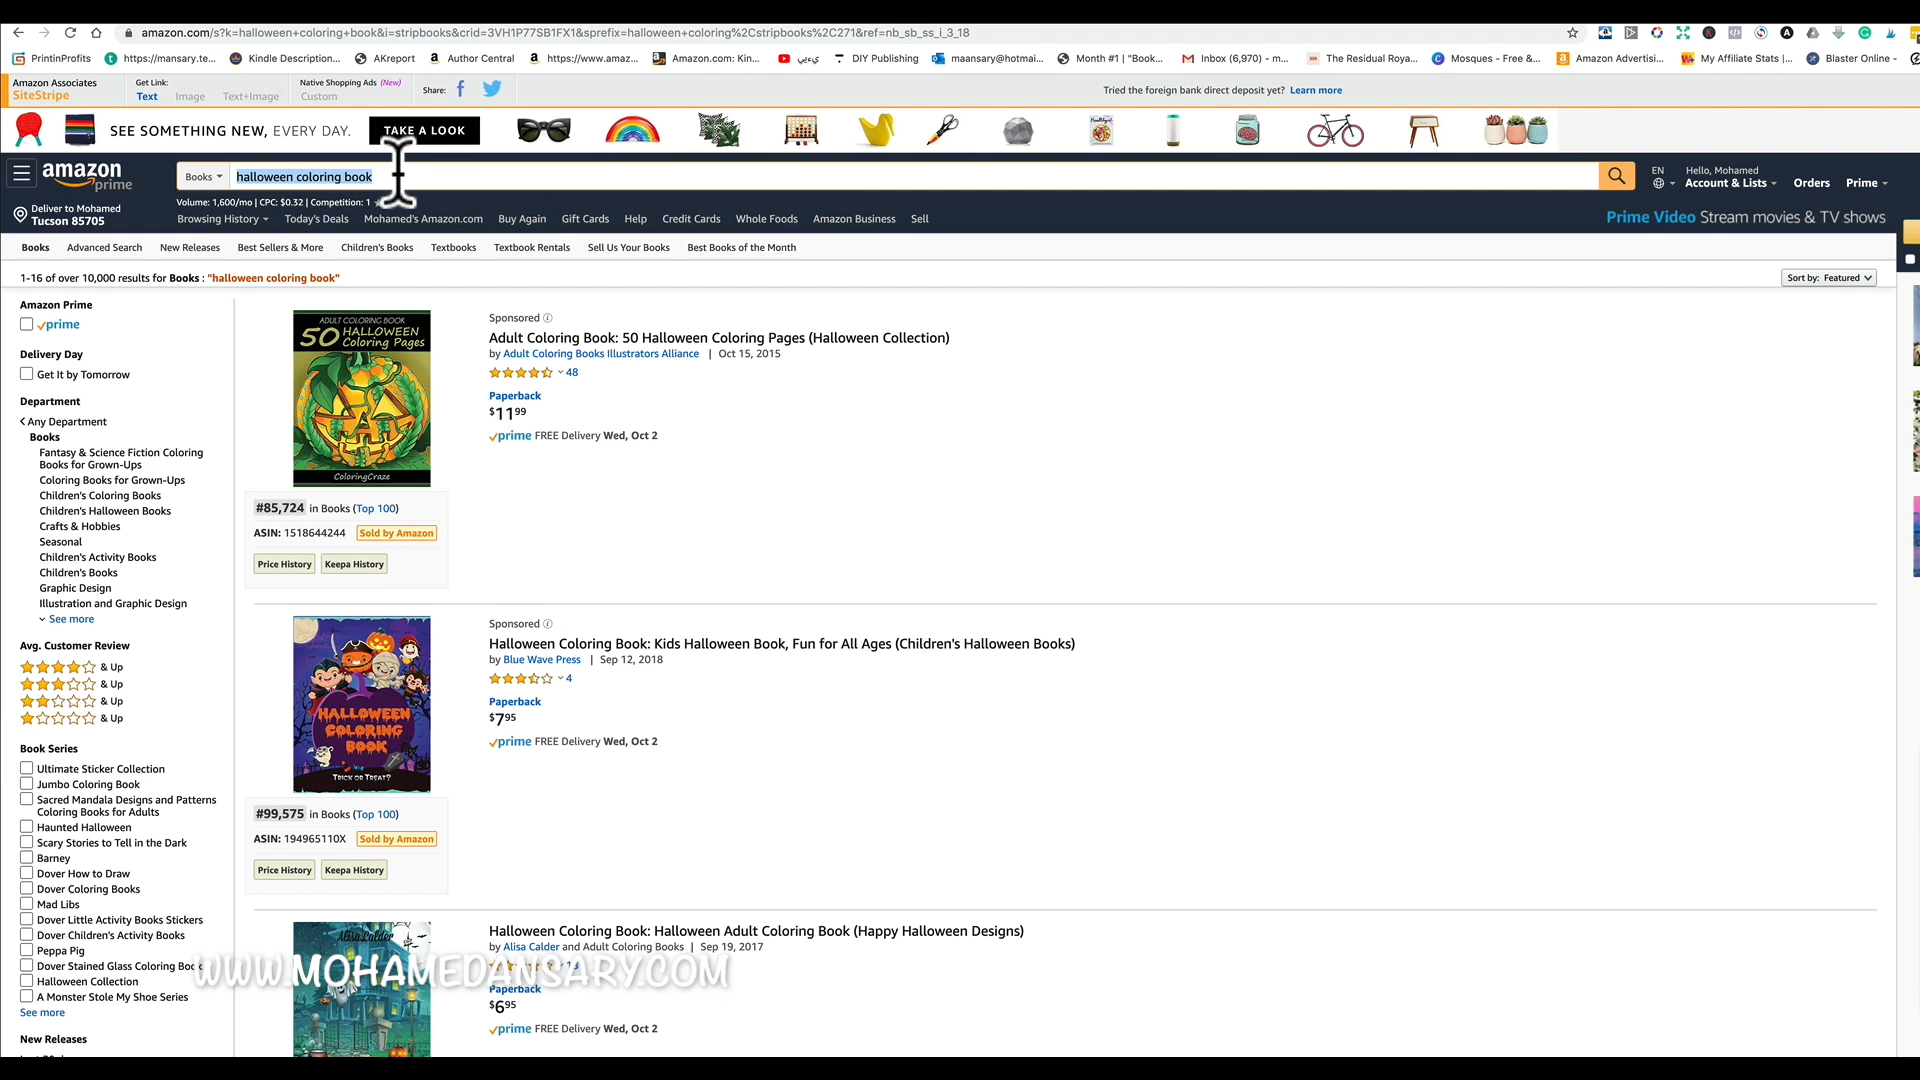 amazon.com/s?k=halloween+coloring+book&i=stripbooks&crid=3VH1P77SB1FX1&sprefix=halloween+coloring%2Cstripbooks%2C271&ref=nb_sb_ss_i_3_18
PrintinProfits https://mansary.te... Kindle Description... AKreport Author Central https://www.amaz... Amazon.com: Kin... DIY Publishing maansary@hotmai... Month #1 | "Book... Inbox (6,970) - m... The Residual Roya... Mosques - Free &... Amazon Advertisi... My Affiliate Stats |... Blaster Online -
Amazon Associates Get Link: Native Shopping Ads (New) Share:
SiteStripe Text Image Text+Image Custom
Tried the foreign bank direct deposit yet? Learn more
SEE SOMETHING NEW, EVERY DAY. TAKE A LOOK
amazon prime
Books halloween coloring book
EN Hello, Mohamed
Account & Lists Orders Prime
Volume: 1,600/mo | CPC: $0.32 | Competition: 1
Deliver to Mohamed
Tucson 85705
Browsing History Today's Deals Mohamed's Amazon.com Buy Again Gift Cards Help Credit Cards Whole Foods Amazon Business Sell
Prime Video Stream movies & TV shows
Books Advanced Search New Releases Best Sellers & More Children's Books Textbooks Textbook Rentals Sell Us Your Books Best Books of the Month
1-16 of over 10,000 results for Books : "halloween coloring book"
Sort by: Featured
Amazon Prime
prime
Delivery Day
Get It by Tomorrow
Department
Any Department
Books
Fantasy & Science Fiction Coloring
Books for Grown-Ups
Coloring Books for Grown-Ups
Children's Coloring Books
Children's Halloween Books
Crafts & Hobbies
Seasonal
Children's Activity Books
Children's Books
Graphic Design
Illustration and Graphic Design
See more
Avg. Customer Review
& Up
& Up
& Up
& Up
Book Series
Ultimate Sticker Collection
Jumbo Coloring Book
Sacred Mandala Designs and Patterns
Coloring Books for Adults
Haunted Halloween
Scary Stories to Tell in the Dark
Barney
Dover How to Draw
Dover Coloring Books
Mad Libs
Dover Little Activity Books Stickers
Dover Children's Activity Books
Peppa Pig
Dover Stained Glass Coloring Book
Halloween Collection
A Monster Stole My Shoe Series
See more
New Releases
ADULT COLORING BOOK
50 HALLOWEEN
Coloring Pages
ColoringCraze
Sponsored
Adult Coloring Book: 50 Halloween Coloring Pages (Halloween Collection)
by Adult Coloring Books Illustrators Alliance | Oct 15, 2015
48
Paperback
$11 99
prime FREE Delivery Wed, Oct 2
#85,724 in Books (Top 100)
ASIN: 1518644244 Sold by Amazon
Price History Keepa History
HALLOWEEN
COLORING
BOOK
TRICK OR TREAT?
Sponsored
Halloween Coloring Book: Kids Halloween Book, Fun for All Ages (Children's Halloween Books)
by Blue Wave Press | Sep 12, 2018
4
Paperback
$7 95
prime FREE Delivery Wed, Oct 2
#99,575 in Books (Top 100)
ASIN: 194965110X Sold by Amazon
Price History Keepa History
Alisa Calder
Halloween Coloring Book: Halloween Adult Coloring Book (Happy Halloween Designs)
by Alisa Calder and Adult Coloring Books | Sep 19, 2017
Paperback
$6 95
prime FREE Delivery Wed, Oct 2
WWW.MOHAMEDANSARY.COM